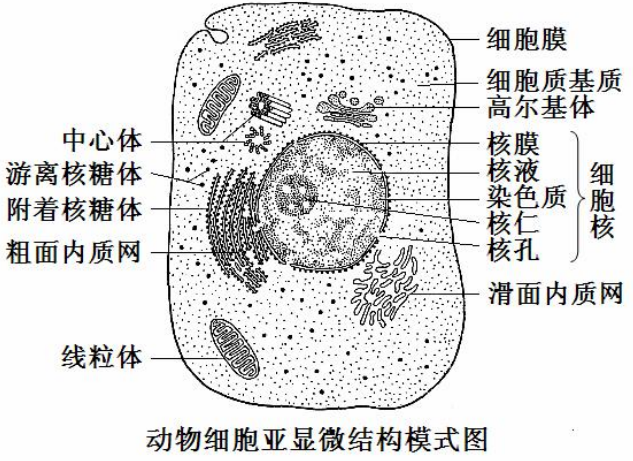 细胞膜
细胞质基质
高尔基体
核膜
核液
染色质
核仁
核孔
细胞核
滑面内质网
中心体
游离核糖体
附着核糖体
粗面内质网
线粒体
动物细胞亚显微结构模式图